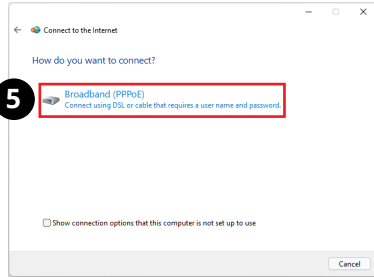 Connect to the Internet
How do you want to connect?
5
Broadband (PPPoE)
Connect using DSL or cable that requires a user name and password.
Show connection options that this computer is not set up to use
Cancel